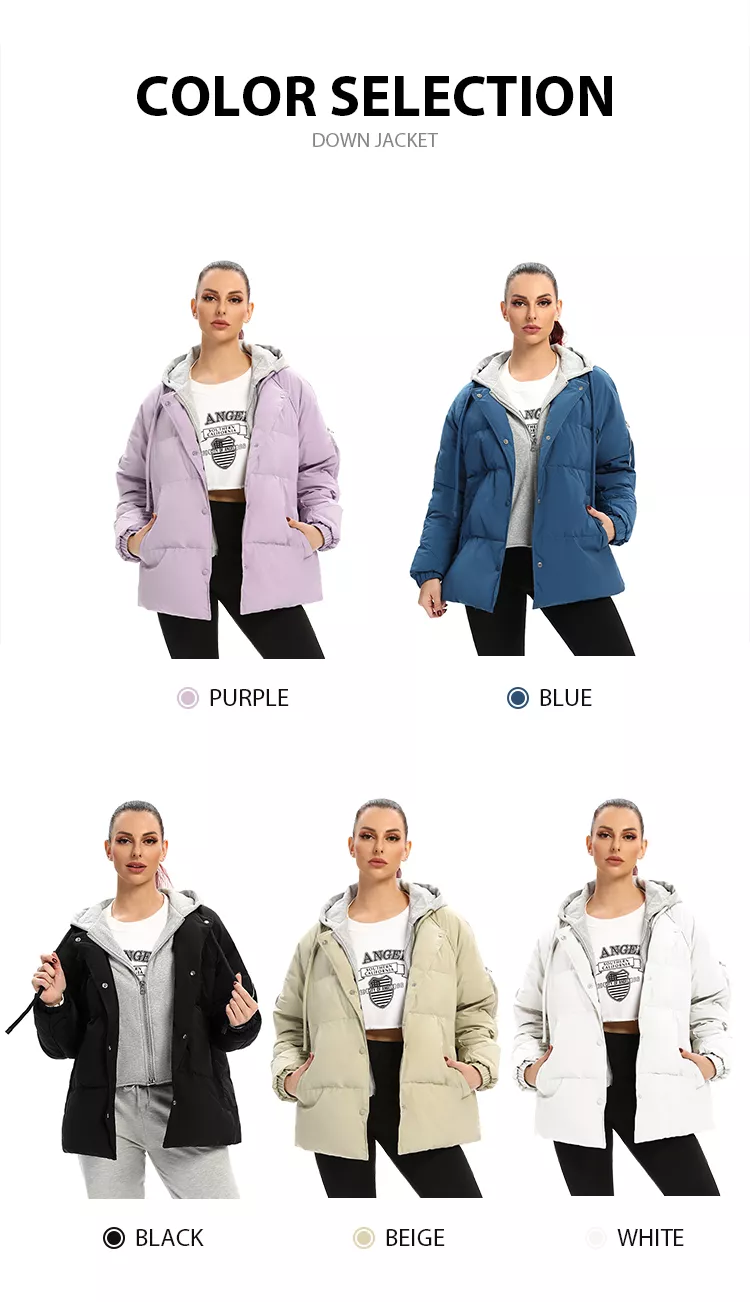 COLOR SELECTION
DOWN JACKET
ANGEL
SOUTHERN
CALIFORNIA
PURPLE
BLUE
ANGEL
SOUTHERN
CALIFORNIA
ANGEL
SOUTHERN
CALIFORNIA
BLACK
BEIGE
WHITE